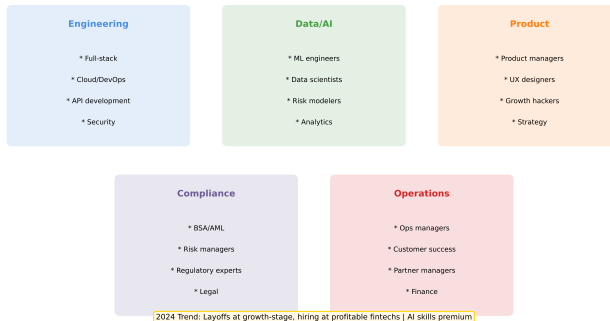 Engineering
* Full-stack
* Cloud/DevOps
* API development
* Security
Data/AI
* ML engineers
* Data scientists
* Risk modelers
* Analytics
Product
* Product managers
* UX designers
* Growth hackers
* Strategy
Compliance
* BSA/AML
* Risk managers
* Regulatory experts
* Legal
Operations
* Ops managers
* Customer success
* Partner managers
* Finance
2024 Trend: Layoffs at growth-stage, hiring at profitable fintechs | AI skills premium